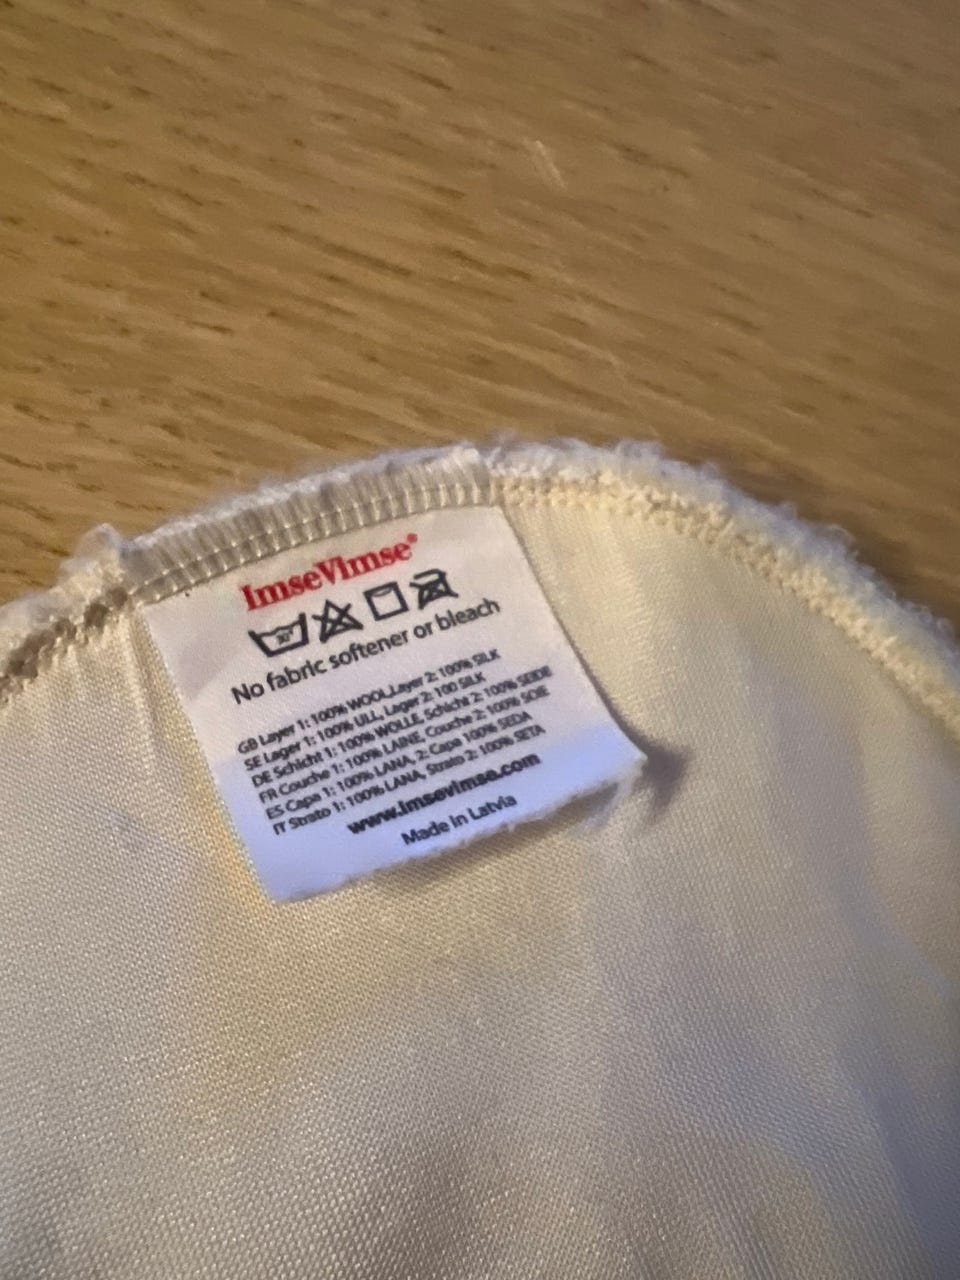 ImseVimse®
30°
No fabric softener or bleach
GB Layer 1: 100% WOOL,Layer 2: 100% SILK
SE Lager 1: 100% ULL, Lager 2: 100 SILK
DE Schicht 1: 100% WOLLE, Schicht 2: 100% SEIDE
FR Couche 1: 100% LAINE, Couche 2: 100% SOIE
ES Capa 1: 100% LANA, 2: Capa 100% SEDA
IT Strato 1: 100% LANA, Strato 2: 100% SETA
www.imsevimse.com
Made in Latvia